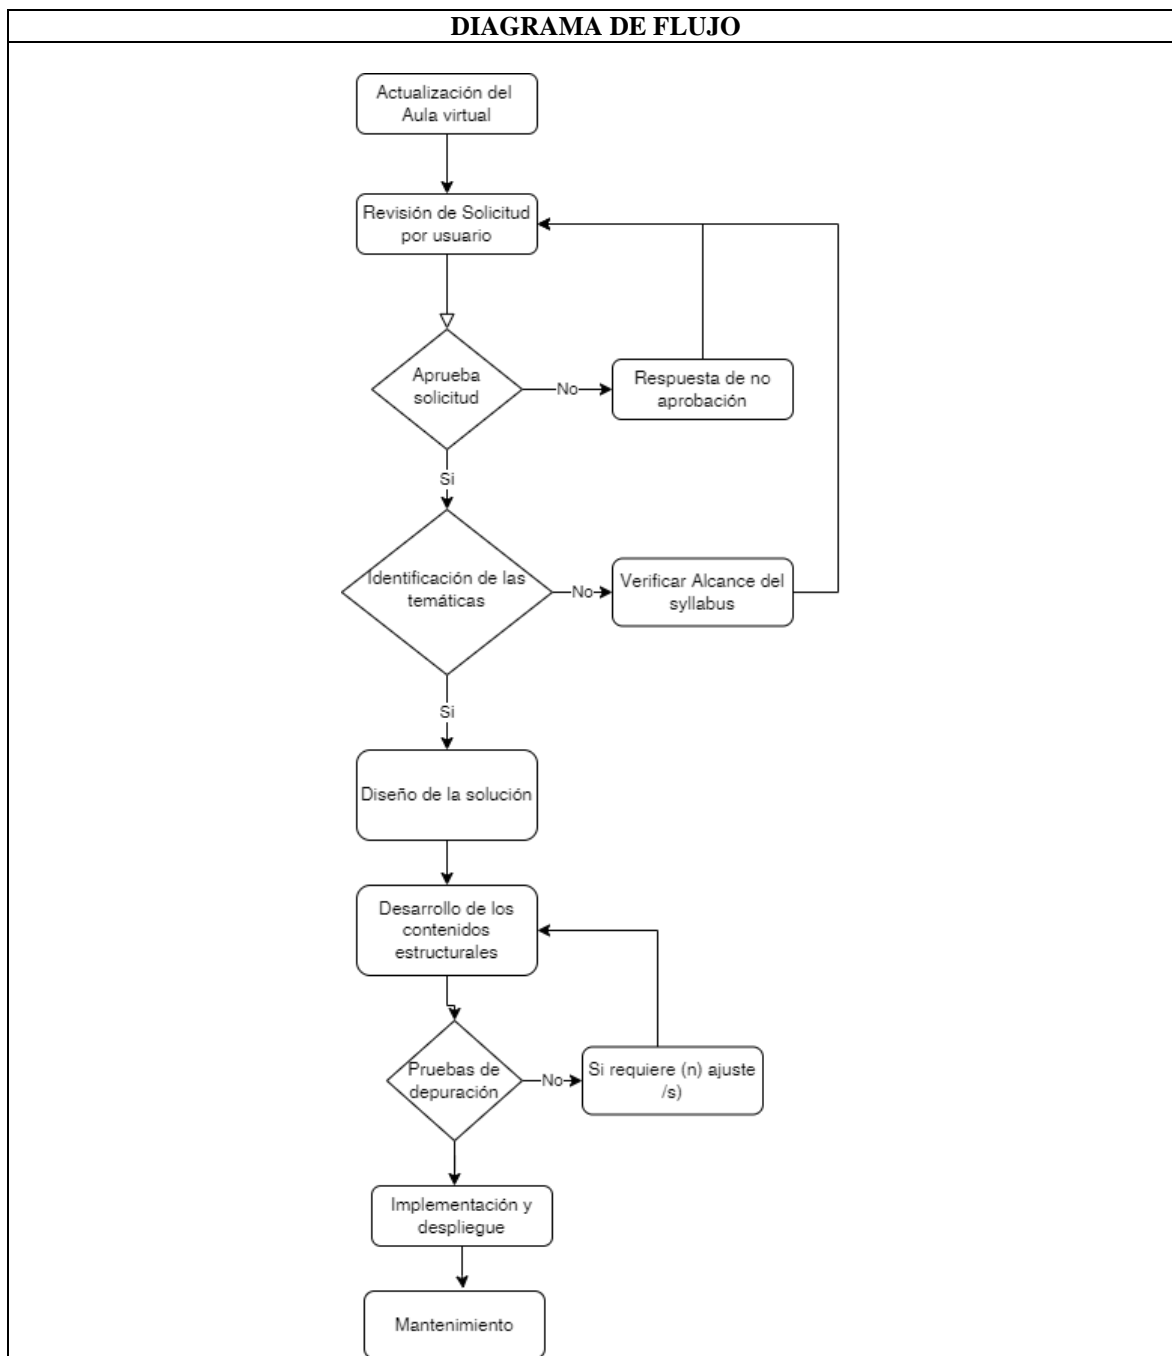 DIAGRAMA DE FLUJO
Actualización del
Aula virtual
Revisión de Solicitud
por usuario
Aprueba
solicitud
No
Respuesta de no
aprobación
Si
Identificación de las
temáticas
No
Verificar Alcance del
syllabus
Si
Diseño de la solución
Desarrollo de los
contenidos
estructurales
Pruebas de
depuración
No
Si requiere (n) ajuste
/s)
Implementación y
despliegue
Mantenimiento